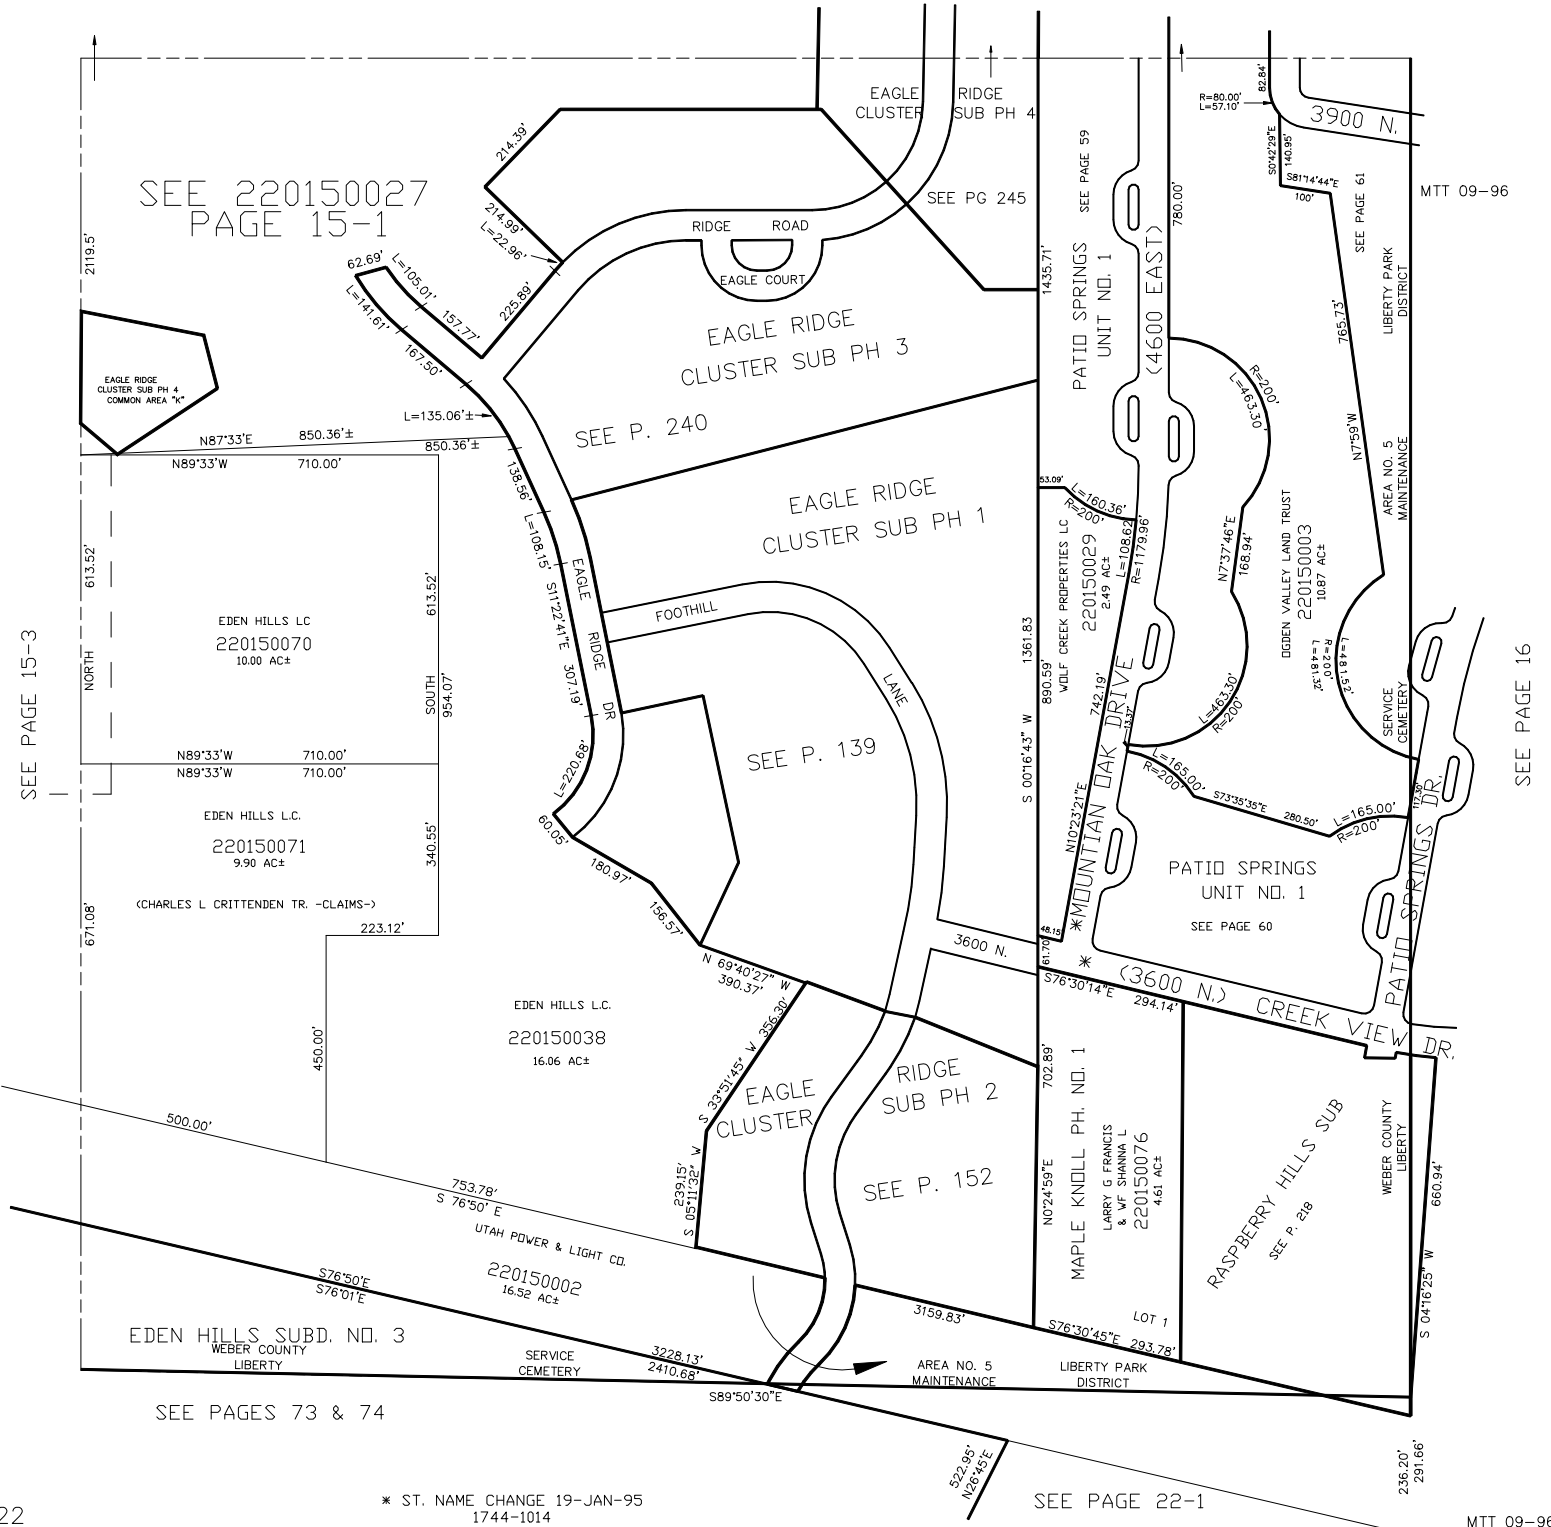 EAGLE RIDGE
CLUSTER SUB PH 4
SEE PG 245
R=80.00'
L=57.10'
82.84'
3900 N.
S0°42'29"E
140.95'
S81°14'44"E
100'
MTT 09-96
SEE PAGE 59
SEE PAGE 61
780.00'
214.39'
SEE 220150027
PAGE 15-1
2119.5'
214.99'
L=22.96'
RIDGE ROAD
EAGLE COURT
62.69'
L=105.01'
L=141.61'
157.77'
225.89'
167.50'
1435.71'
PATIO SPRINGS
UNIT NO. 1
(4600 EAST)
LIBERTY PARK
DISTRICT
765.73'
N7°59'W
EAGLE RIDGE
CLUSTER SUB PH 3
SEE P. 240
EAGLE RIDGE
CLUSTER SUB PH 4
COMMON AREA "K"
L=135.06'±
R=200'
L=463.30'
N87°33'E 850.36'±
850.36'±
N89°33'W 710.00'
138.56'
L=108.15'
AREA NO. 5
MAINTENANCE
EAGLE RIDGE
CLUSTER SUB PH 1
53.09'
L=160.36'
R=200'
L=108.62
R=1179.96'
WOLF CREEK PROPERTIES LC
220150029
2.49 AC±
N7°37'46"E
168.94'
OGDEN VALLEY LAND TRUST
220150003
10.87 AC±
613.52'
NORTH
613.52'
EDEN HILLS LC
220150070
10.00 AC±
SEE PAGE 15-3
SOUTH
954.07'
S11°22'41"E 307.19'
EAGLE RIDGE DR
FOOTHILL LANE
1361.83
890.59'
S 00°16'43" W
742.19'
13.37'
L=463.30'
R=200'
L=481.52'
R=200'
L=481.32'
SERVICE
CEMETERY
SEE PAGE 16
N89°33'W 710.00'
N89°33'W 710.00'
SEE P. 139
L=220.68'
60.05'
180.97'
156.57'
EDEN HILLS L.C.
220150071
9.90 AC±
340.55'
(CHARLES L CRITTENDEN TR. -CLAIMS-)
671.08'
223.12'
N10°23'21"E
*MOUNTIAN OAK DRIVE
L=165.00'
R=200'
S73°35'35"E 280.50'
L=165.00'
R=200'
117.30'
PATIO SPRINGS DR.
PATIO SPRINGS
UNIT NO. 1
SEE PAGE 60
48.15'
61.70'
3600 N.
* (3600 N.) CREEK VIEW DR.
S76°30'14"E 294.14'
N 69°40'27" W
390.37'
EDEN HILLS L.C.
220150038
16.06 AC±
450.00'
S 33°51'45" W 356.30'
EAGLE RIDGE
CLUSTER SUB PH 2
SEE P. 152
702.89'
N0°24'59"E
MAPLE KNOLL PH. NO. 1
LARRY G FRANCIS
& WF SHANNA L
220150076
4.61 AC±
LOT 1
RASPBERRY HILLS SUB
SEE P. 218
WEBER COUNTY
LIBERTY
660.94'
S 04°16'25" W
500.00'
753.78'
S 76°50' E
239.15'
S 05°11'32" W
UTAH POWER & LIGHT CO.
220150002
16.52 AC±
S76°50'E
S76°01'E
3159.83'
S76°30'45"E 293.78'
EDEN HILLS SUBD. NO. 3
WEBER COUNTY
LIBERTY
SERVICE
CEMETERY
3228.13'
2410.68'
S89°50'30"E
AREA NO. 5
MAINTENANCE
LIBERTY PARK
DISTRICT
SEE PAGES 73 & 74
522.95'
N26°45'E
236.20'
291.66'
SEE PAGE 22-1
* ST. NAME CHANGE 19-JAN-95
1744-1014
22
MTT 09-96